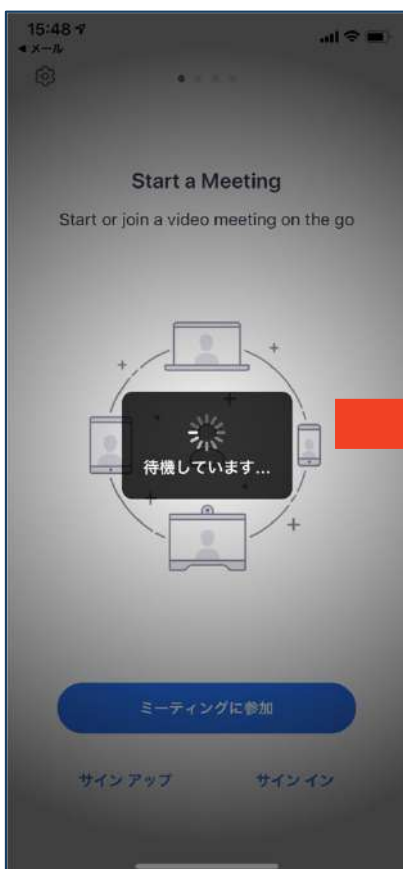 15:48
◀ メール
Start a Meeting
Start or join a video meeting on the go
待機しています...
ミーティングに参加
サイン アップ
サイン イン